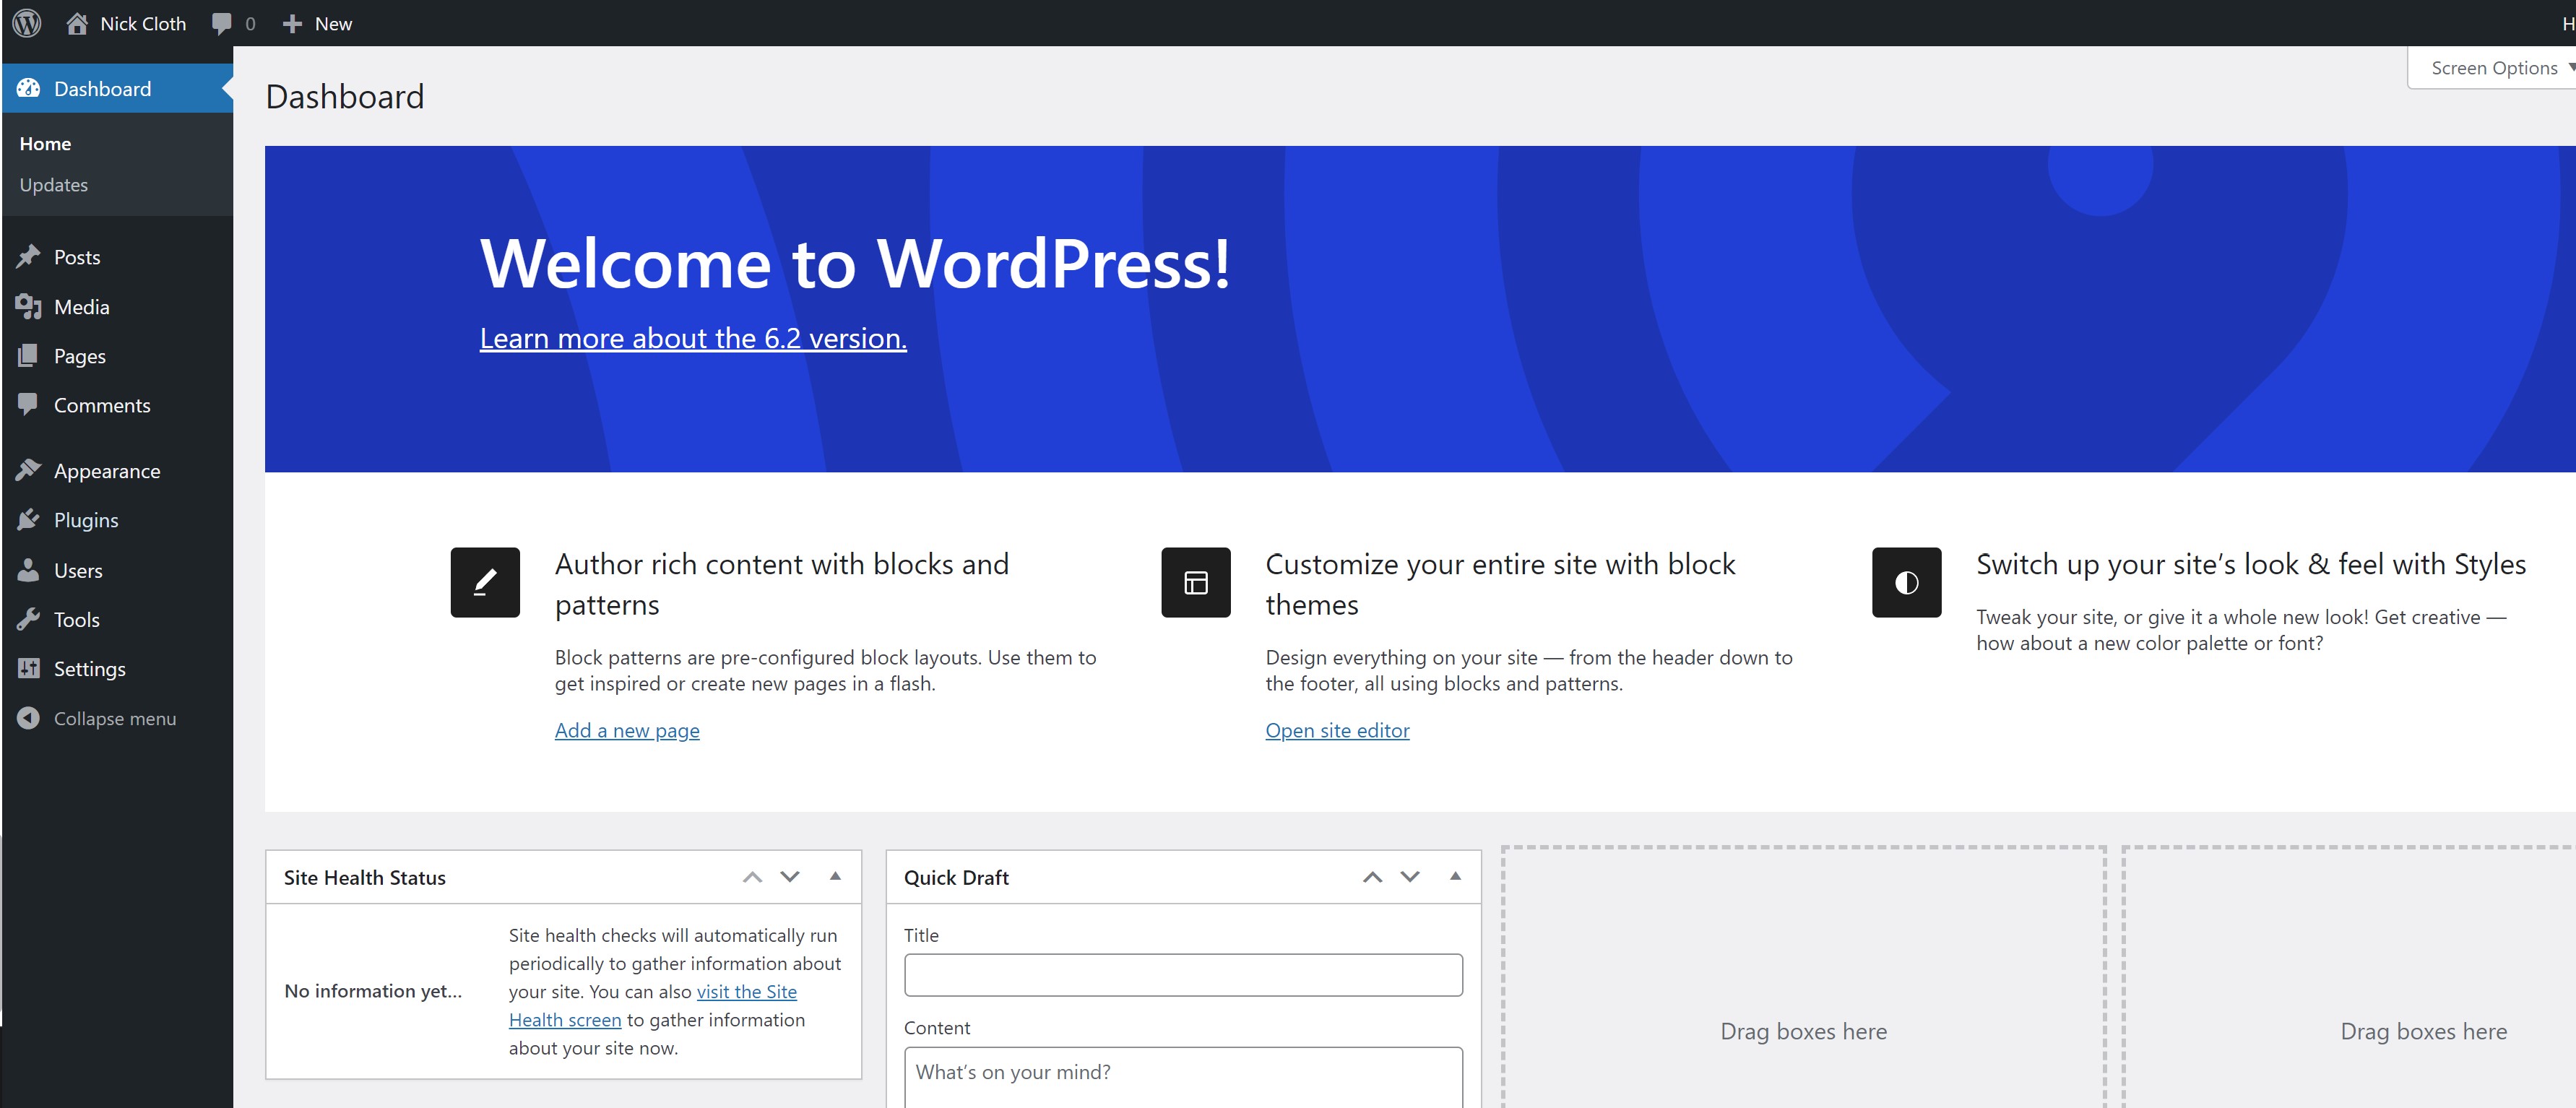 Nick Cloth
0
New
H
Dashboard
Home
Updates
Posts
Media
Pages
Comments
Appearance
Plugins
Users
Tools
Settings
Collapse menu
Screen Options
Dashboard
Welcome to WordPress!
Learn more about the 6.2 version.
Author rich content with blocks and
patterns
Block patterns are pre-configured block layouts. Use them to
get inspired or create new pages in a flash.
Add a new page
Customize your entire site with block
themes
Design everything on your site — from the header down to
the footer, all using blocks and patterns.
Open site editor
Switch up your site’s look & feel with Styles
Tweak your site, or give it a whole new look! Get creative —
how about a new color palette or font?
Site Health Status
No information yet...
Site health checks will automatically run
periodically to gather information about
your site. You can also visit the Site
Health screen to gather information
about your site now.
Quick Draft
Title
Content
What’s on your mind?
Drag boxes here
Drag boxes here